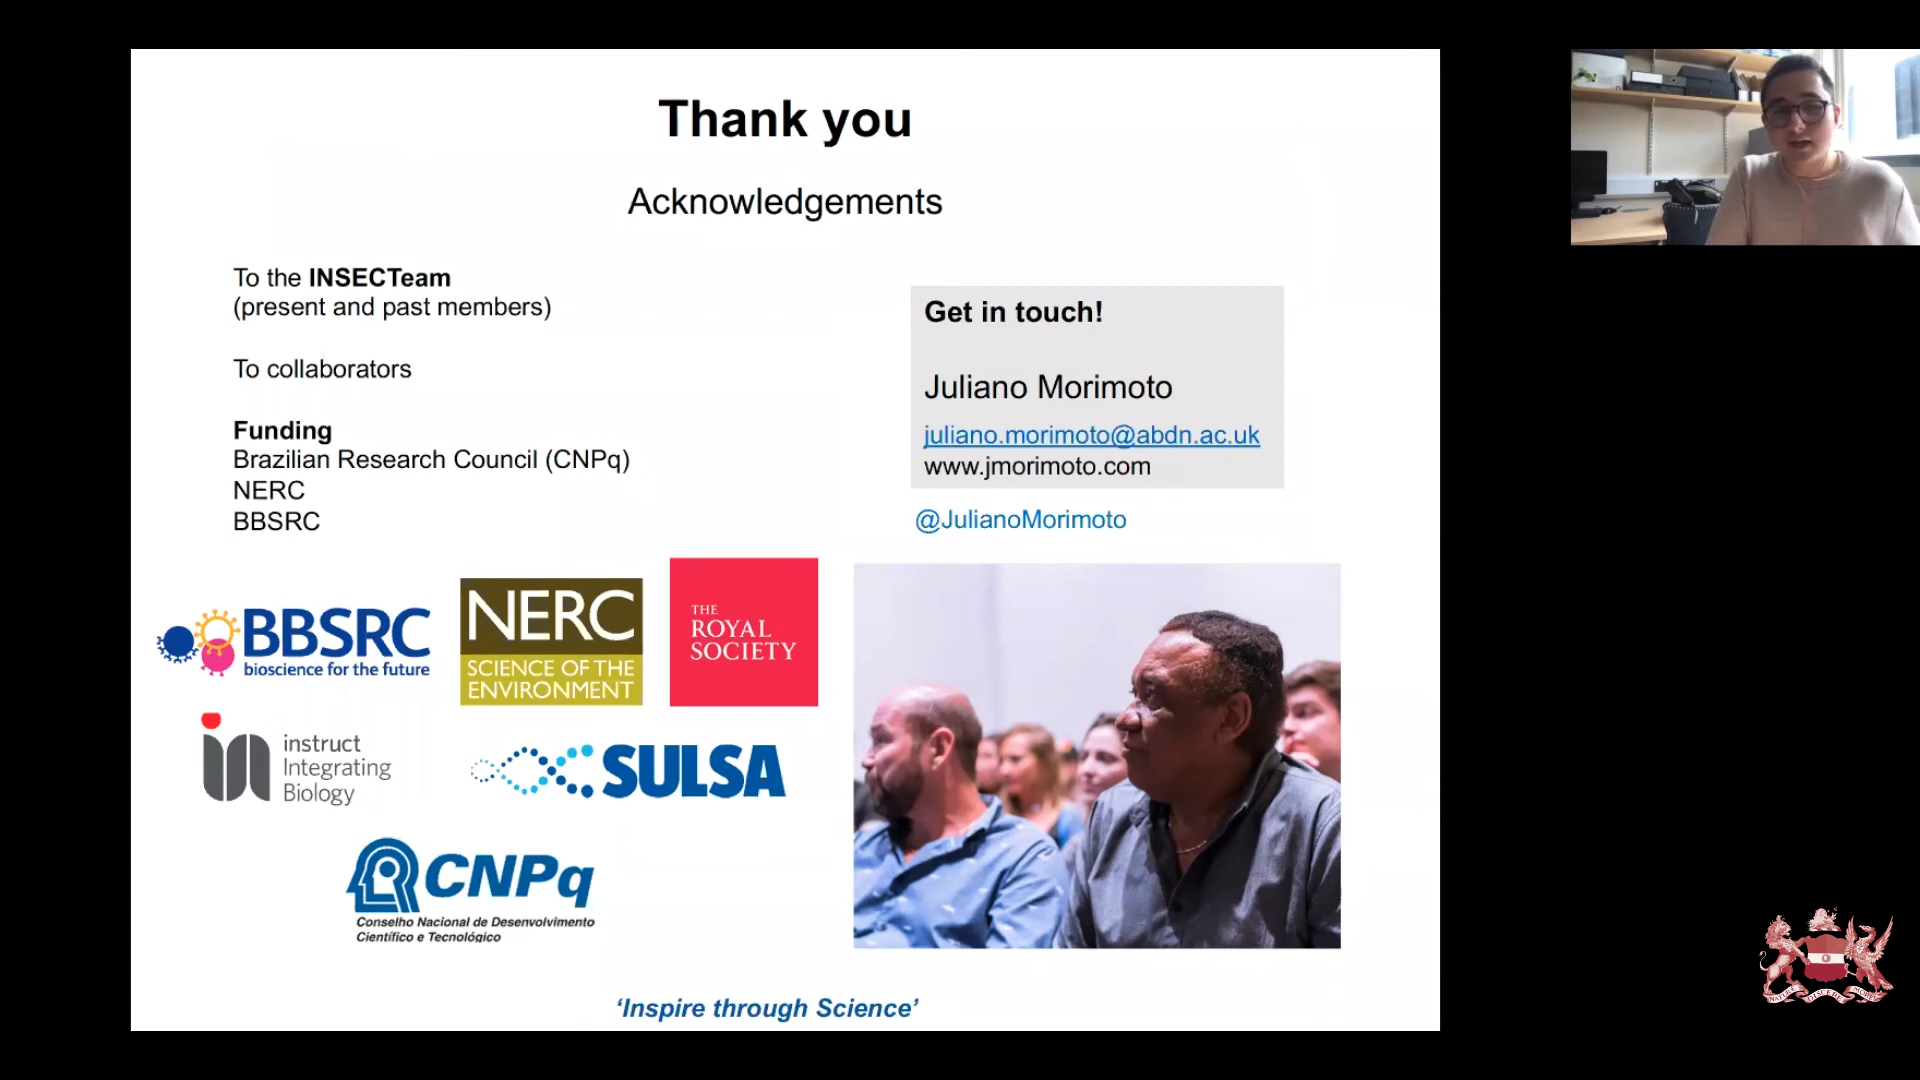 Thank you
Acknowledgements
To the INSECTeam
(present and past members)
To collaborators
Funding
Brazilian Research Council (CNPq)
NERC
BBSRC
Get in touch!
Juliano Morimoto
juliano.morimoto@abdn.ac.uk
www.jmorimoto.com
@JulianoMorimoto
BBSRC
bioscience for the future
NERC
SCIENCE OF THE
ENVIRONMENT
THE
ROYAL
SOCIETY
instruct
Integrating
Biology
SULSA
CNPq
Conselho Nacional de Desenvolvimento
Científico e Tecnológico
‘Inspire through Science’